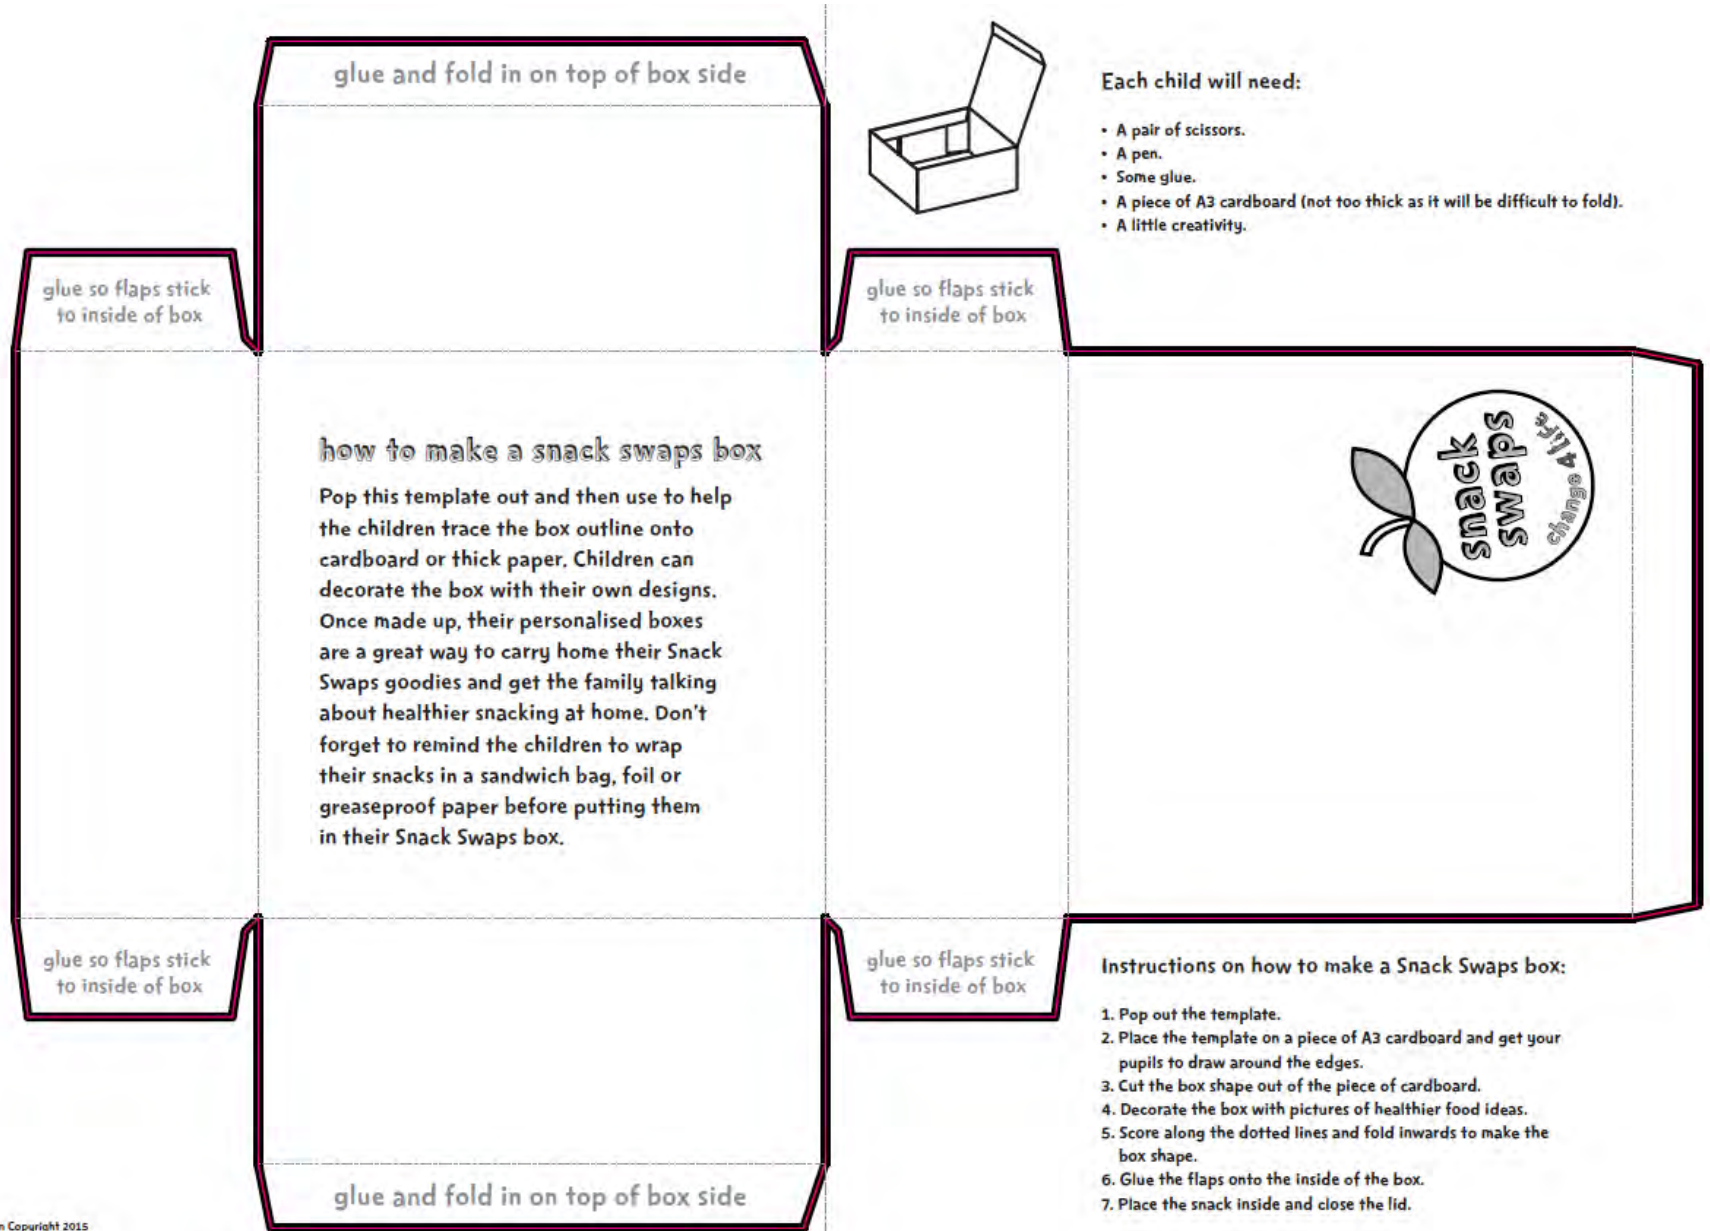 glue and fold in on top of box side
Each child will need:
• A pair of scissors.
• A pen.
• Some glue.
• A piece of A3 cardboard (not too thick as it will be difficult to fold).
• A little creativity.
glue so flaps stick
to inside of box
glue so flaps stick
to inside of box
how to make a snack swaps box
Pop this template out and then use to help
the children trace the box outline onto
cardboard or thick paper. Children can
decorate the box with their own designs.
Once made up, their personalised boxes
are a great way to carry home their Snack
Swaps goodies and get the family talking
about healthier snacking at home. Don't
forget to remind the children to wrap
their snacks in a sandwich bag, foil or
greaseproof paper before putting them
in their Snack Swaps box.
snack
swaps
change 4 life
glue so flaps stick
to inside of box
glue so flaps stick
to inside of box
Instructions on how to make a Snack Swaps box:
1. Pop out the template.
2. Place the template on a piece of A3 cardboard and get your
pupils to draw around the edges.
3. Cut the box shape out of the piece of cardboard.
4. Decorate the box with pictures of healthier food ideas.
5. Score along the dotted lines and fold inwards to make the
box shape.
6. Glue the flaps onto the inside of the box.
7. Place the snack inside and close the lid.
glue and fold in on top of box side
Copyright 2015